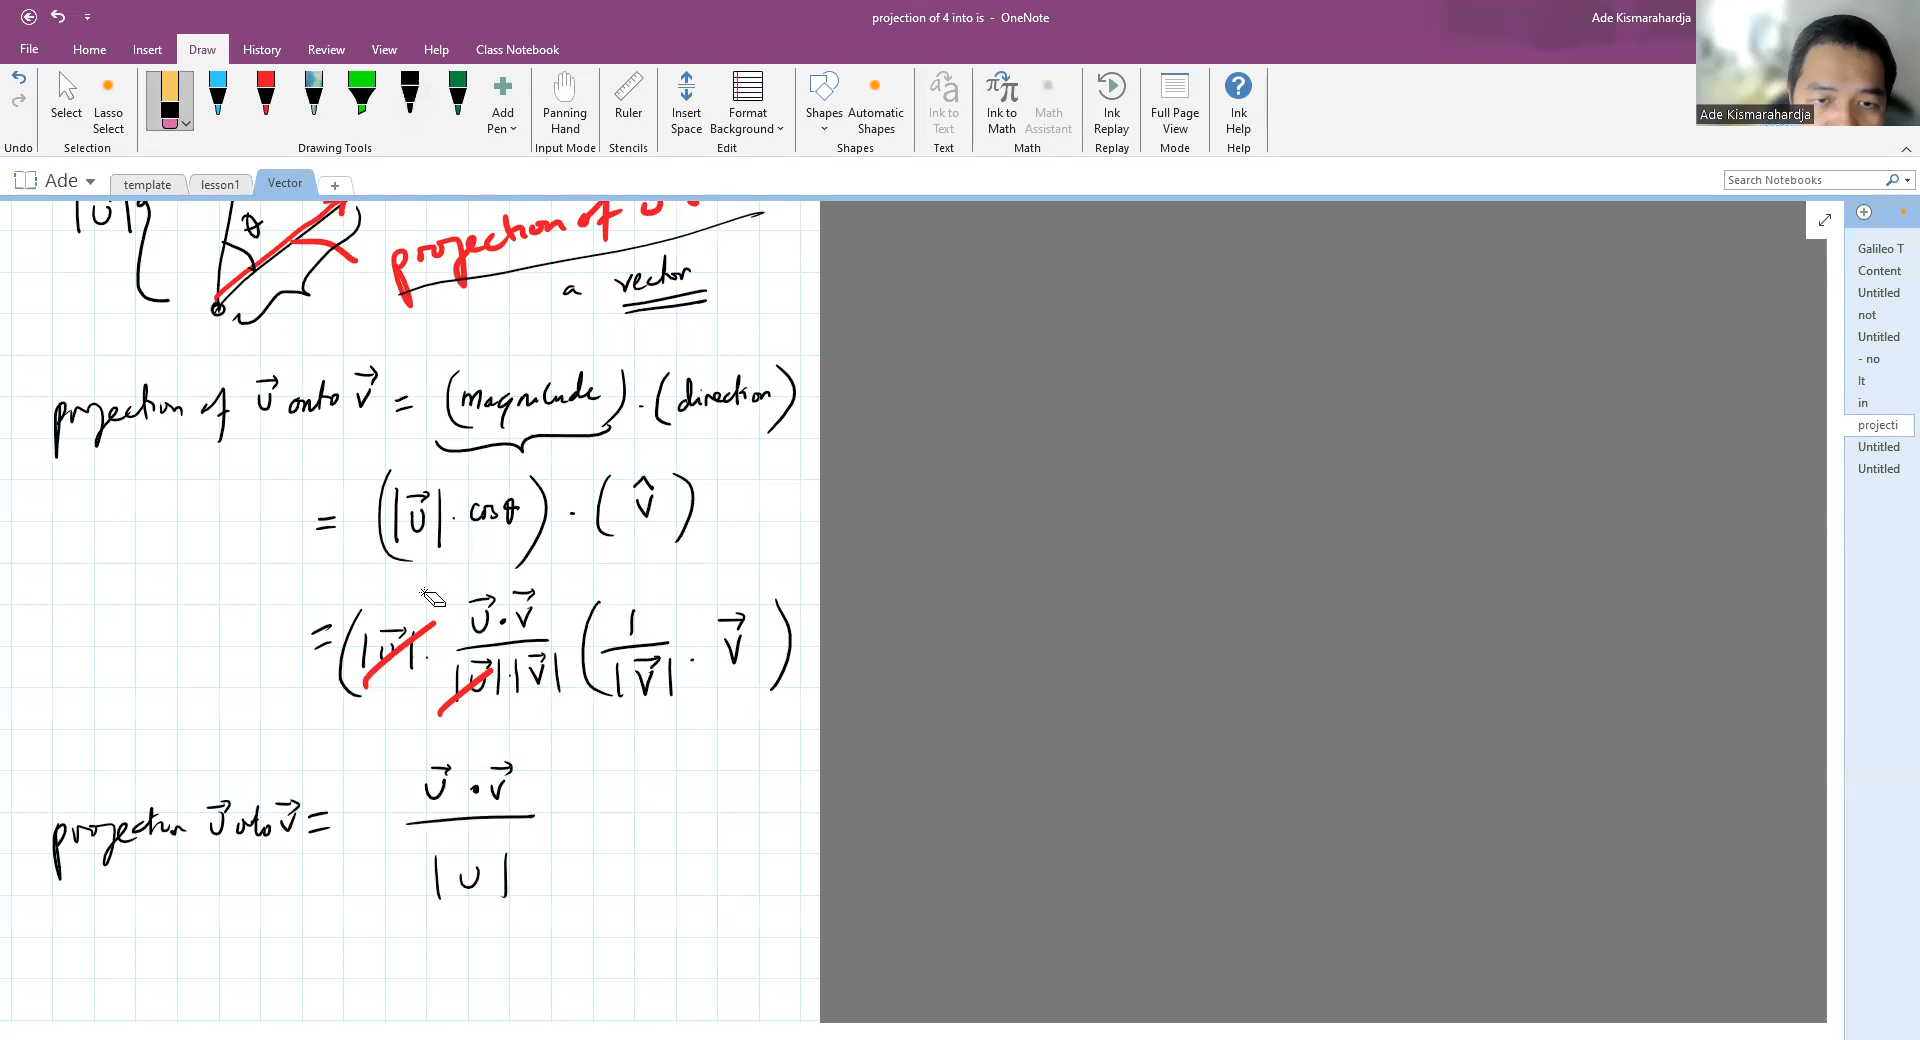 projection of 4 into is - OneNote
Ade Kismarahardja
File Home Insert Draw History Review View Help Class Notebook
Undo
Select
Lasso Select
Selection
Add Pen
Drawing Tools
Panning Hand
Input Mode
Ruler
Stencils
Insert Space
Format Background
Edit
Shapes
Automatic Shapes
Shapes
Ink to Text
Text
Ink to Math
Math Assistant
Math
Ink Replay
Replay
Full Page View
Mode
Ink Help
Help
Ade Kismarahardja
Ade template lesson1 Vector +
Search Notebooks
|u| θ projection of u
a vector
projection of u⃗ onto v⃗ = (magnitude) · (direction)
= (|u⃗| · cosθ) · (v̂)
= (|u⃗| · u⃗·v⃗ / |u⃗|·|v⃗| (1/|v⃗| · v⃗)
projection u⃗ onto v⃗ = u⃗ · v⃗ / |u|
Galileo T
Content
Untitled
not
Untitled
- no
It
in
projecti
Untitled
Untitled